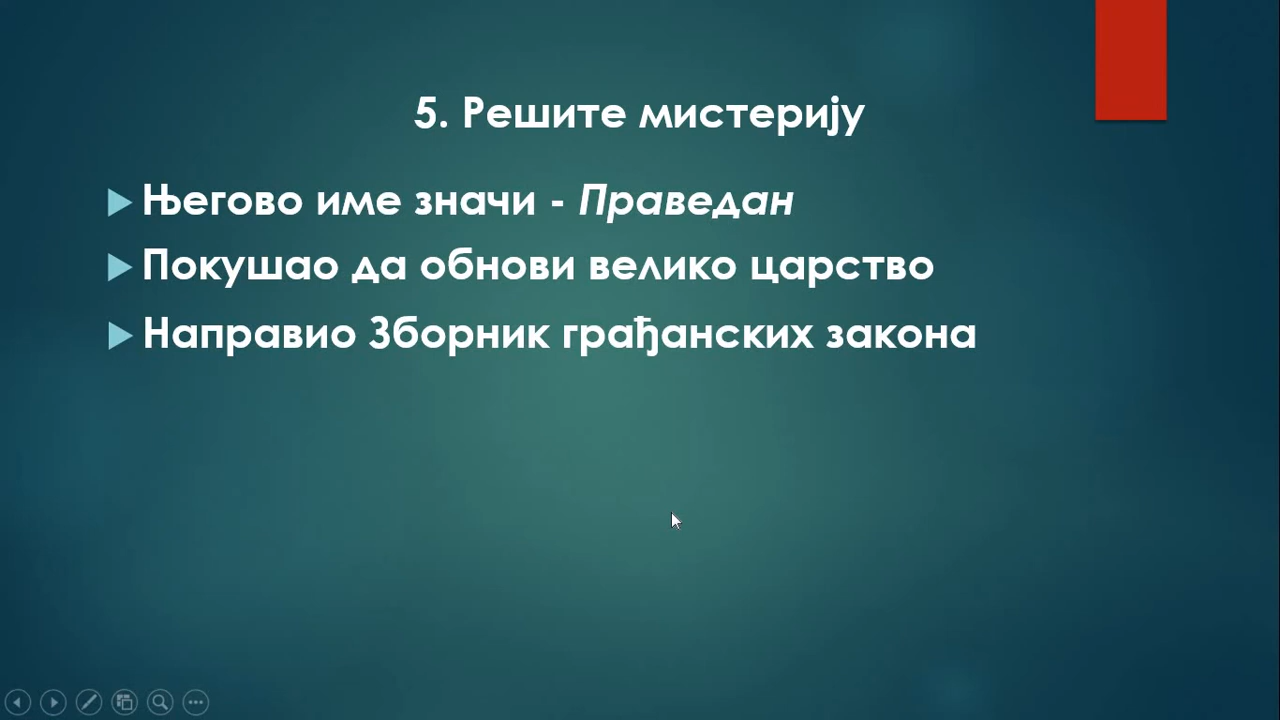 5. Решите мистерију
Његово име значи - Праведан
Покушао да обнови велико царство
Направио Зборник грађанских закона